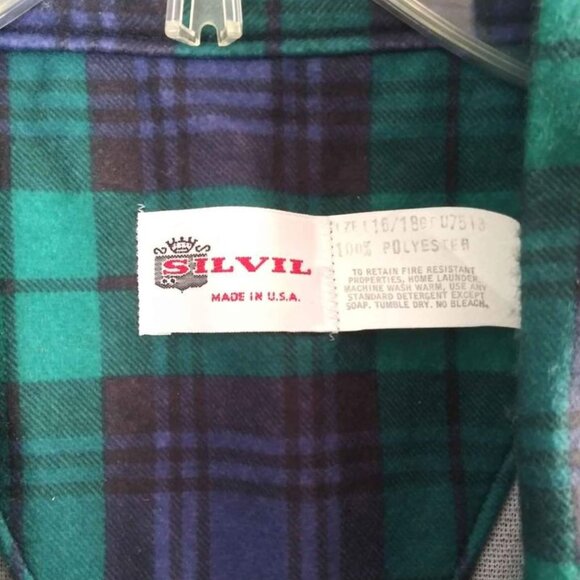 SILVIL
MADE IN U.S.A.
100% POLYESTER
TO RETAIN FIRE RESISTANT
PROPERTIES, HOME LAUNDER,
MACHINE WASH WARM, USE ANY
STANDARD DETERGENT EXCEPT
SOAP. TUMBLE DRY. NO BLEACH.